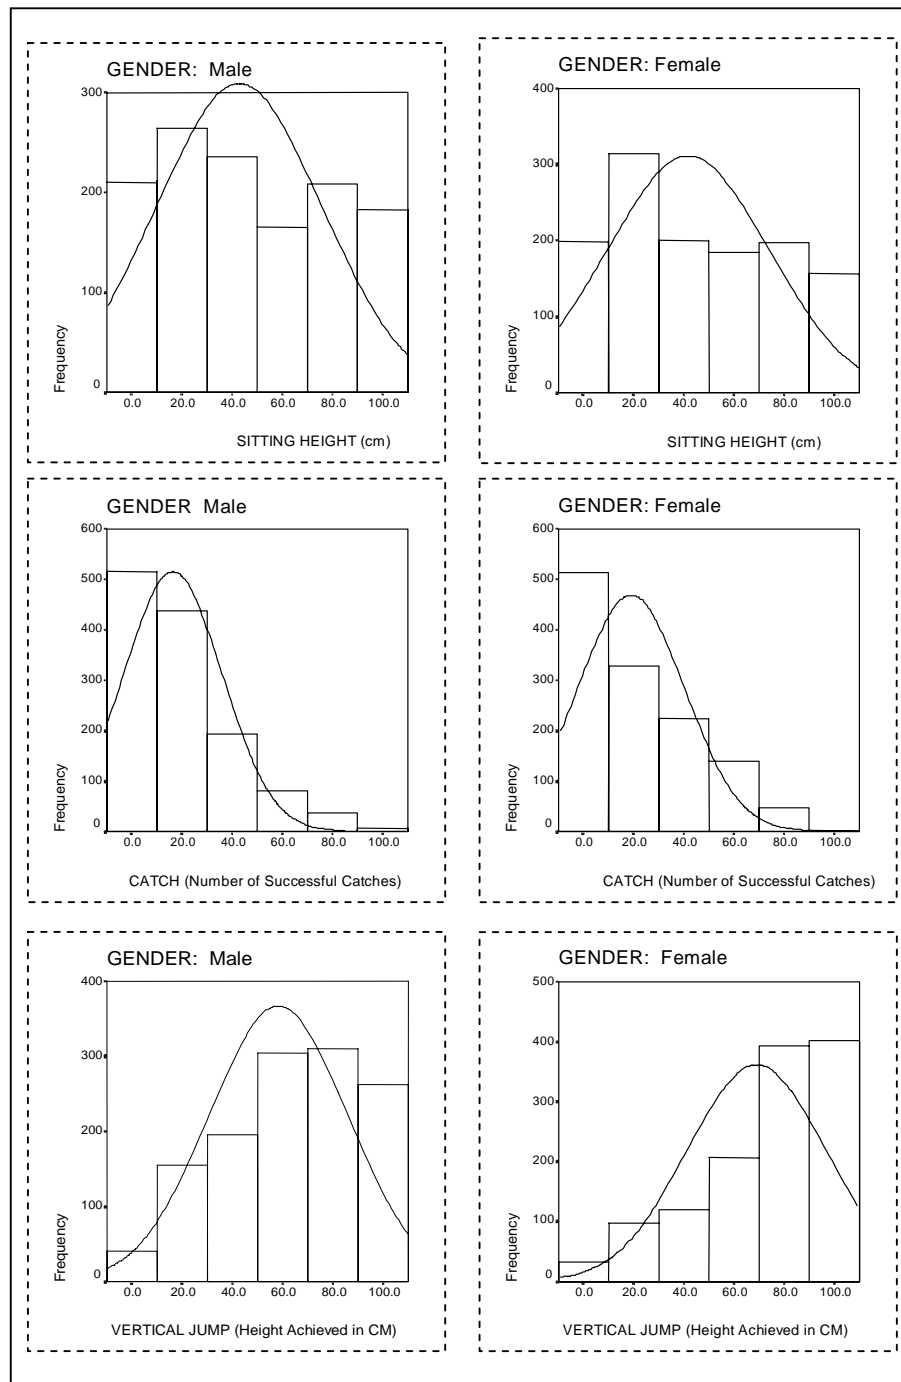 GENDER: Male
300
200
100
0
Frequency
0.0 20.0 40.0 60.0 80.0 100.0
SITTING HEIGHT (cm)
GENDER: Female
400
300
200
100
0
Frequency
0.0 20.0 40.0 60.0 80.0 100.0
SITTING HEIGHT (cm)
GENDER Male
600
500
400
300
200
100
0
Frequency
0.0 20.0 40.0 60.0 80.0 100.0
CATCH (Number of Successful Catches)
GENDER: Female
600
500
400
300
200
100
0
Frequency
0.0 20.0 40.0 60.0 80.0 100.0
CATCH (Number of Successful Catches)
GENDER: Male
400
300
200
100
0
Frequency
0.0 20.0 40.0 60.0 80.0 100.0
VERTICAL JUMP (Height Achieved in CM)
GENDER: Female
500
400
300
200
100
0
Frequency
0.0 20.0 40.0 60.0 80.0 100.0
VERTICAL JUMP (Height Achieved in CM)